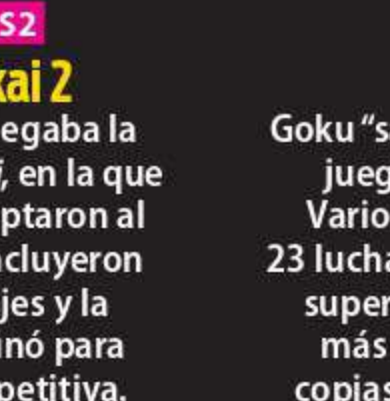 S2
kai 2
egaba la
, en la que
ptaron al
cluyeron
jes y la
nó para
petitiva.
Goku “s
jueg
Vario
23 lucha
super
más
copias